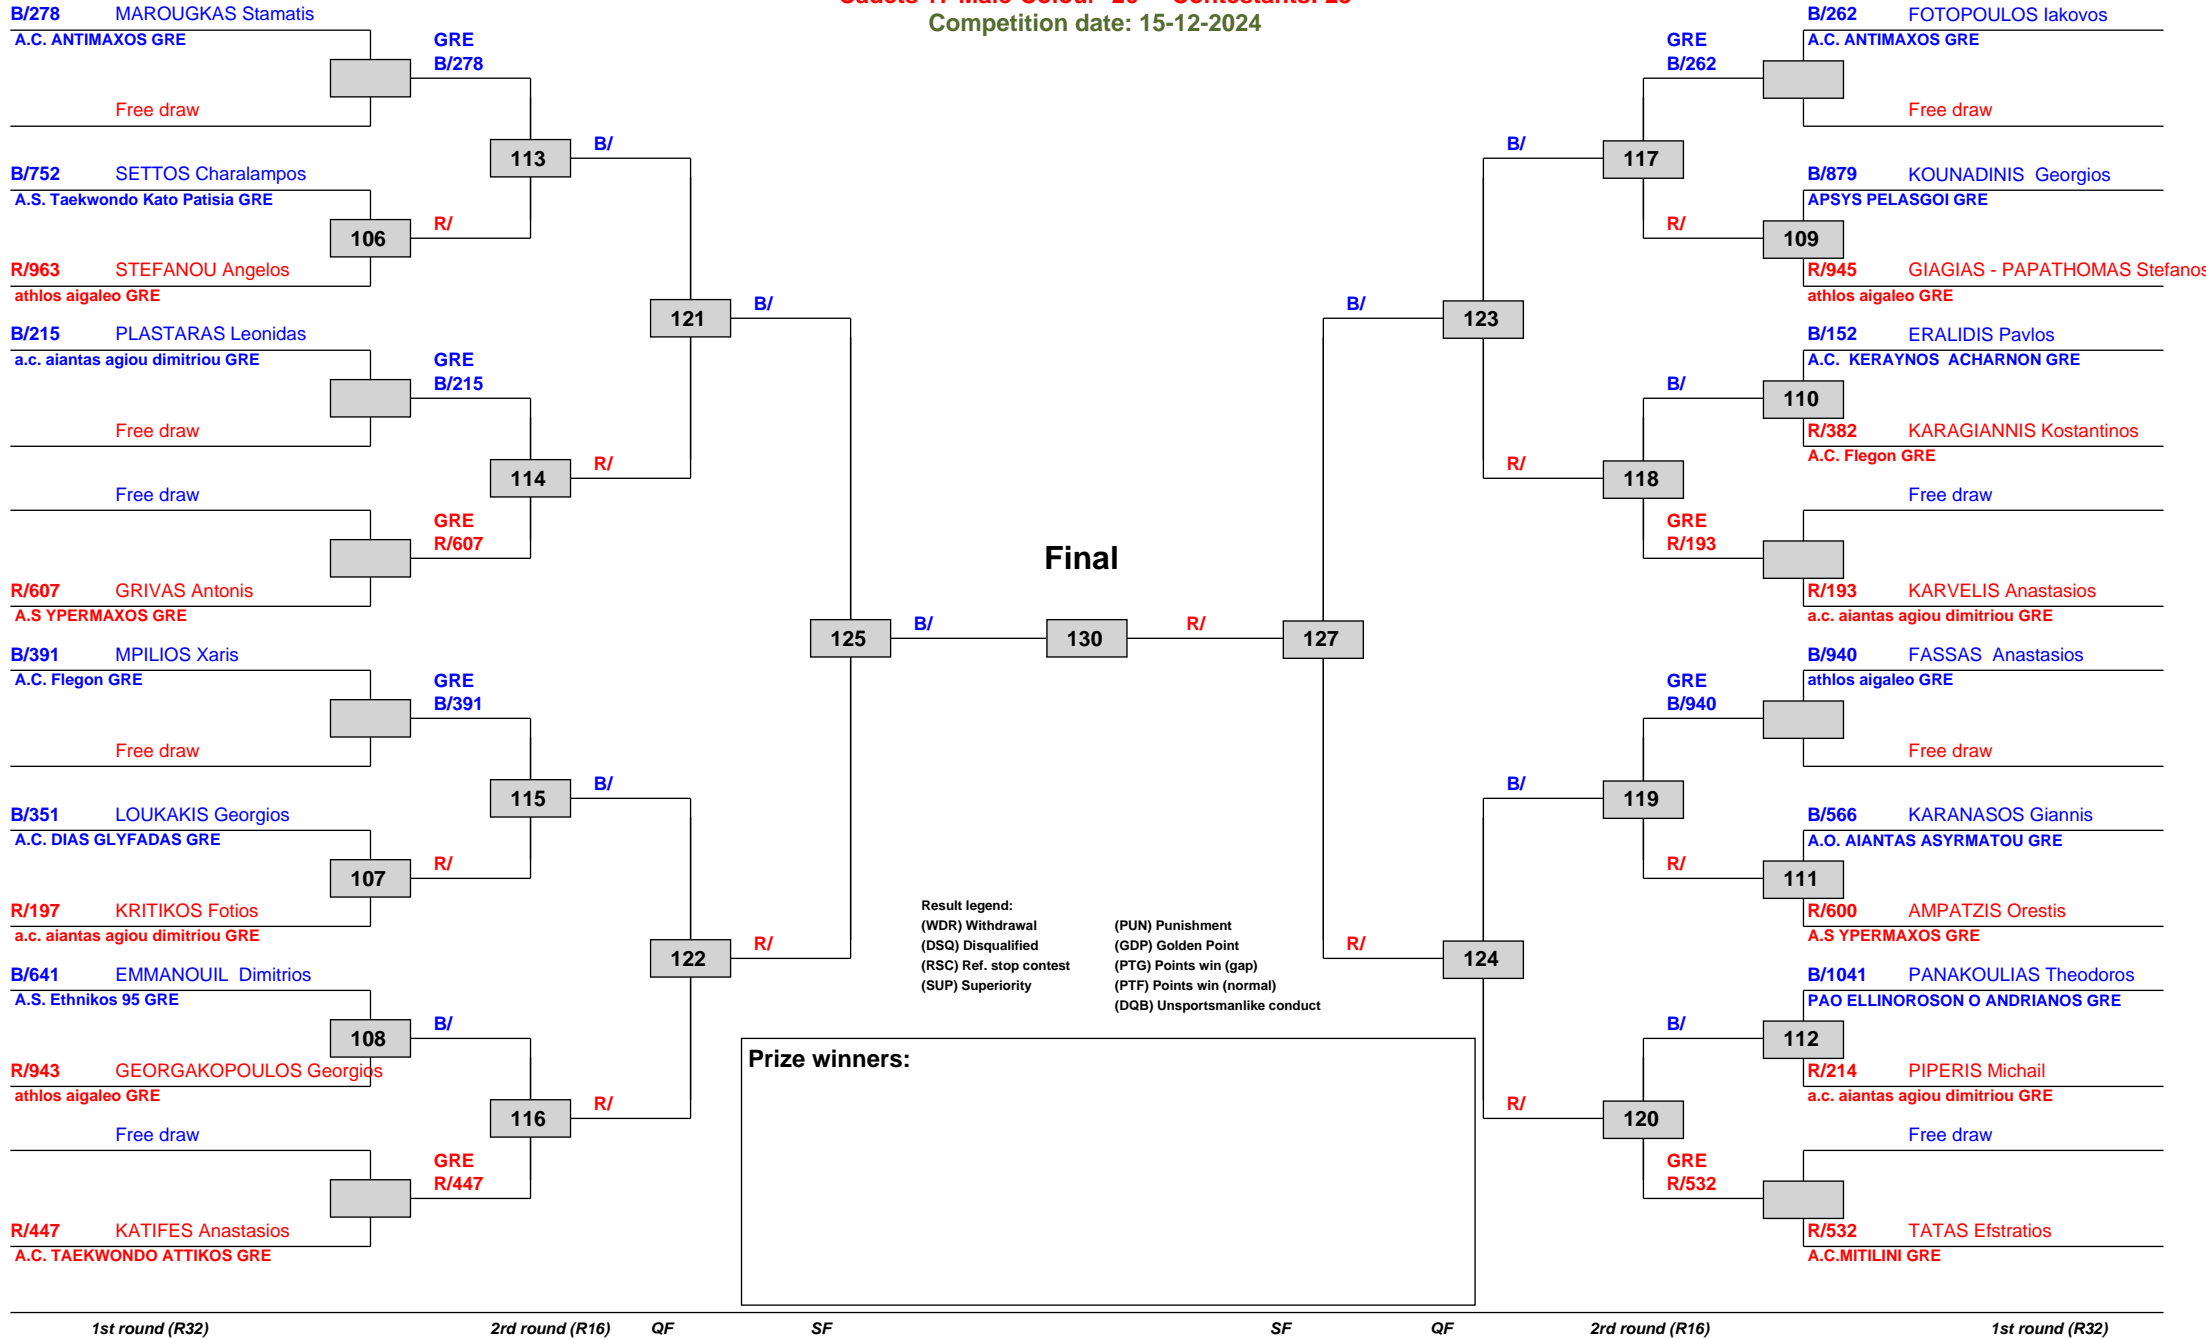 Competition date: 15-12-2024
B/278 MAROUGKAS Stamatis
A.C. ANTIMAXOS GRE
GRE
B/278
Free draw
113
B/
B/752 SETTOS Charalampos
A.S. Taekwondo Kato Patisia GRE
106
R/
R/963 STEFANOU Angelos
athlos aigaleo GRE
121
B/
B/215 PLASTARAS Leonidas
a.c. aiantas agiou dimitriou GRE
GRE
B/215
Free draw
114
R/
Free draw
GRE
R/607
R/607 GRIVAS Antonis
A.S YPERMAXOS GRE
125
B/
B/391 MPILIOS Xaris
A.C. Flegon GRE
GRE
B/391
Free draw
115
B/
B/351 LOUKAKIS Georgios
A.C. DIAS GLYFADAS GRE
107
R/
R/197 KRITIKOS Fotios
a.c. aiantas agiou dimitriou GRE
122
R/
B/641 EMMANOUIL Dimitrios
A.S. Ethnikos 95 GRE
108
B/
R/943 GEORGAKOPOULOS Georgios
athlos aigaleo GRE
116
R/
Free draw
GRE
R/447
R/447 KATIFES Anastasios
A.C. TAEKWONDO ATTIKOS GRE
Final
130
R/
127
B/262 FOTOPOULOS Iakovos
A.C. ANTIMAXOS GRE
GRE
B/262
Free draw
B/
117
B/879 KOUNADINIS Georgios
APSYS PELASGOI GRE
R/
109
R/945 GIAGIAS - PAPATHOMAS Stefanos
athlos aigaleo GRE
B/
123
B/152 ERALIDIS Pavlos
A.C. KERAYNOS ACHARNON GRE
B/
110
R/382 KARAGIANNIS Kostantinos
A.C. Flegon GRE
R/
118
Free draw
GRE
R/193
R/193 KARVELIS Anastasios
a.c. aiantas agiou dimitriou GRE
B/940 FASSAS Anastasios
athlos aigaleo GRE
GRE
B/940
Free draw
B/
119
B/566 KARANASOS Giannis
A.O. AIANTAS ASYRMATOU GRE
R/
111
R/600 AMPATZIS Orestis
A.S YPERMAXOS GRE
R/
124
B/1041 PANAKOULIAS Theodoros
PAO ELLINOROSON O ANDRIANOS GRE
B/
112
R/214 PIPERIS Michail
a.c. aiantas agiou dimitriou GRE
R/
120
Free draw
GRE
R/532
R/532 TATAS Efstratios
A.C.MITILINI GRE
Result legend:
(WDR) Withdrawal (PUN) Punishment
(DSQ) Disqualified (GDP) Golden Point
(RSC) Ref. stop contest (PTG) Points win (gap)
(SUP) Superiority (PTF) Points win (normal)
(DQB) Unsportsmanlike conduct
Prize winners:
1st round (R32) 2rd round (R16) QF SF SF QF 2rd round (R16) 1st round (R32)